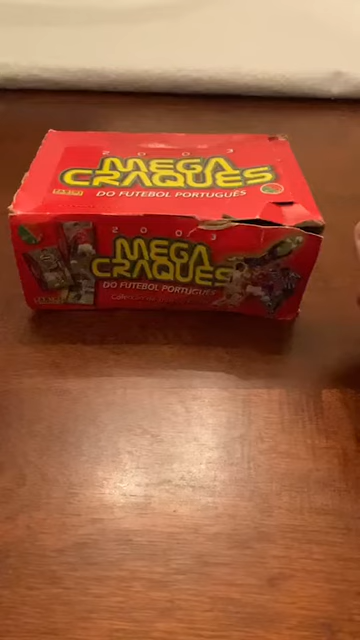 2003
MEGA
CRAQUES
DO FUTEBOL PORTUGUÊS
2003
MEGA
CRAQUES
DO FUTEBOL PORTUGUÊS